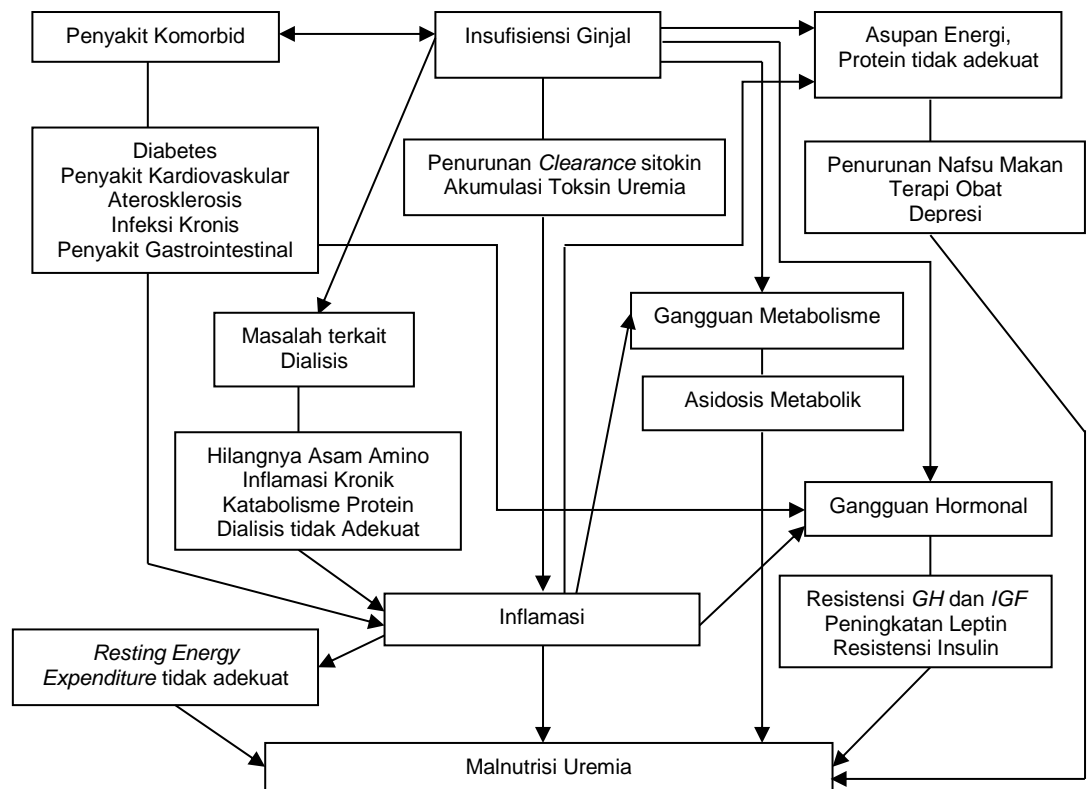 Penyakit Komorbid
Insufisiensi Ginjal
Asupan Energi,
Protein tidak adekuat
Diabetes
Penyakit Kardiovaskular
Aterosklerosis
Infeksi Kronis
Penyakit Gastrointestinal
Penurunan Clearance sitokin
Akumulasi Toksin Uremia
Penurunan Nafsu Makan
Terapi Obat
Depresi
Masalah terkait
Dialisis
Gangguan Metabolisme
Asidosis Metabolik
Hilangnya Asam Amino
Inflamasi Kronik
Katabolisme Protein
Dialisis tidak Adekuat
Gangguan Hormonal
Inflamasi
Resistensi GH dan IGF
Peningkatan Leptin
Resistensi Insulin
Resting Energy
Expenditure tidak adekuat
Malnutrisi Uremia